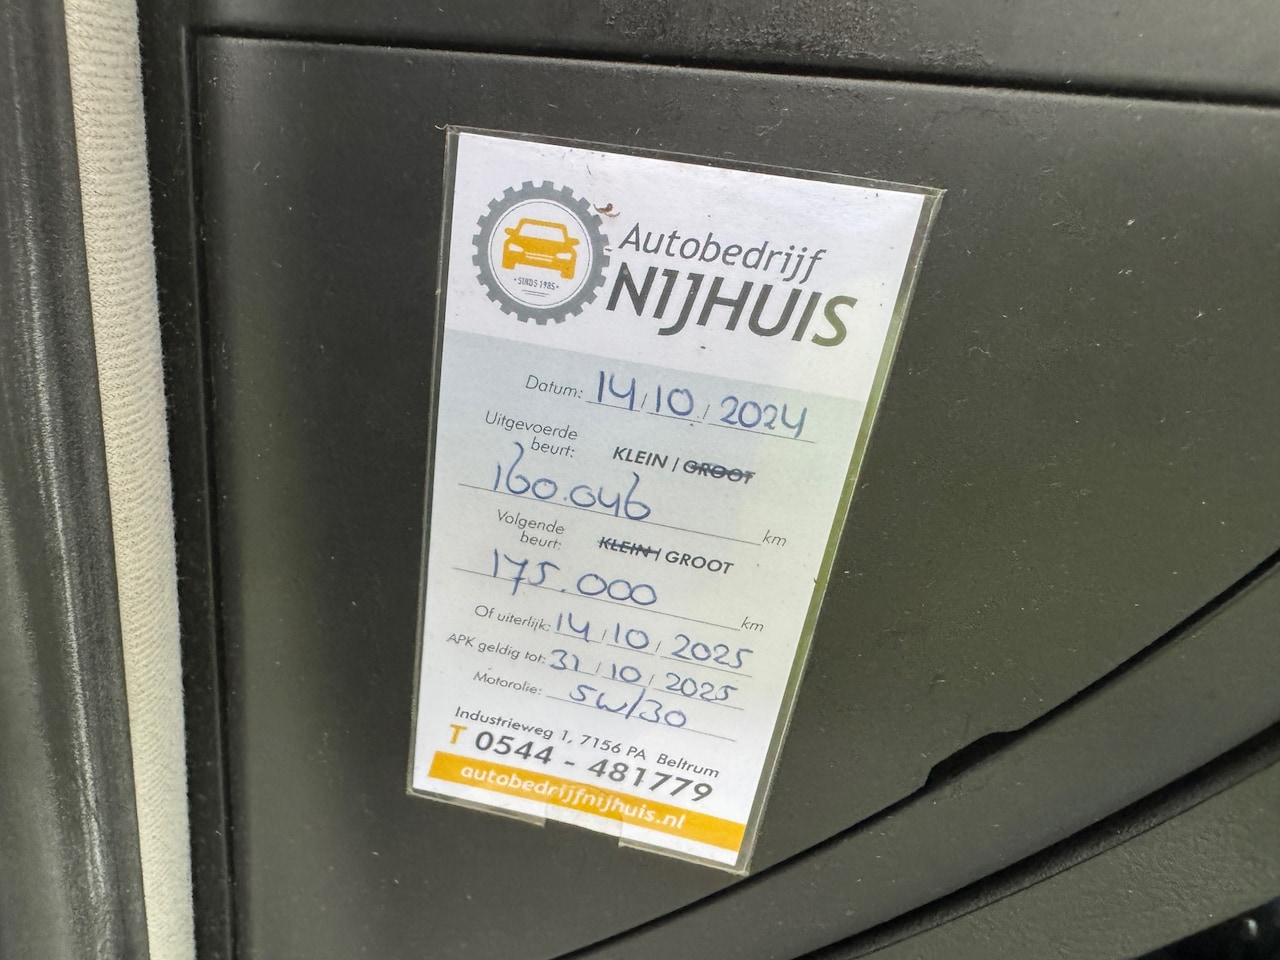 SINDS 1985
Autobedrijf
NIJHUIS
Datum: 14/10/2024
Uitgevoerde
beurt: KLEIN / GROOT
160.046 km
Volgende
beurt: KLEIN / GROOT
175.000 km
Of uiterlijk: 14/10/2025
APK geldig tot: 31/10/2025
Motorolie: 5W/30
Industrieweg 1, 7156 PA Beltrum
T 0544 - 481779
autobedrijfnijhuis.nl